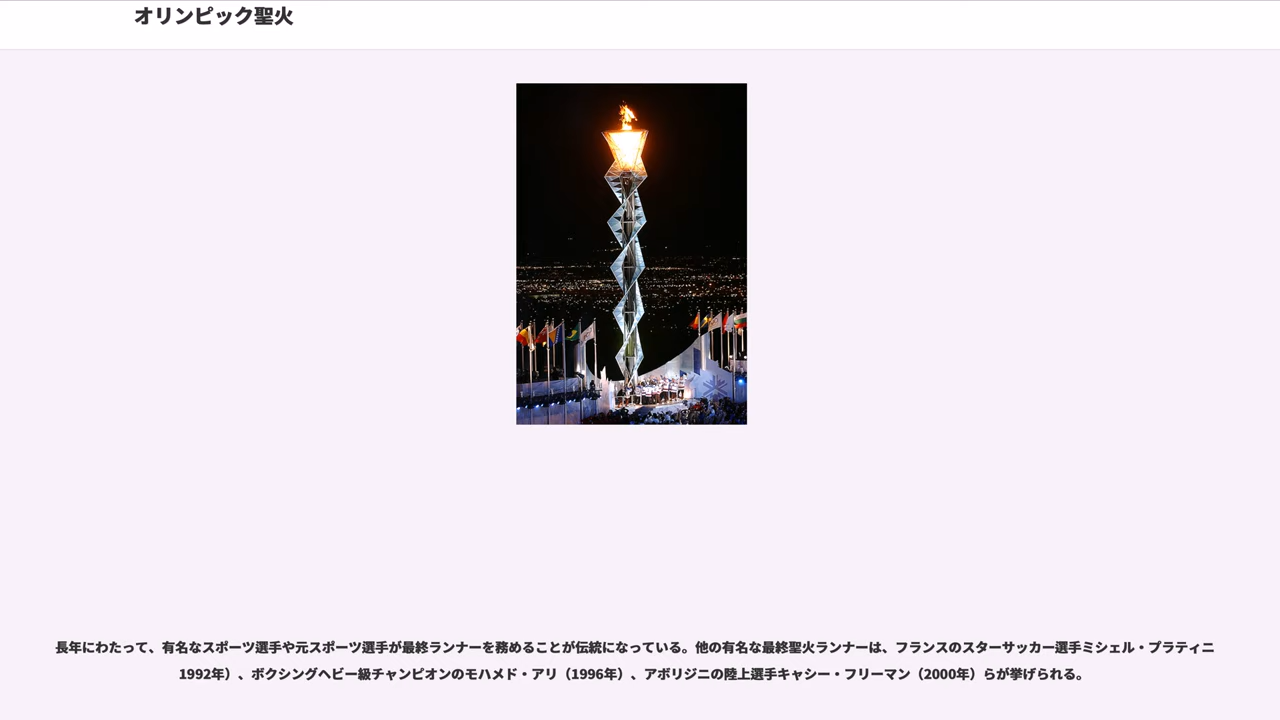 オリンピック聖火
長年にわたって、有名なスポーツ選手や元スポーツ選手が最終ランナーを務めることが伝統になっている。他の有名な最終聖火ランナーは、フランスのスターサッカー選手ミシェル・プラティニ
1992年）、ボクシングヘビー級チャンピオンのモハメド・アリ（1996年）、アボリジニの陸上選手キャシー・フリーマン（2000年）らが挙げられる。